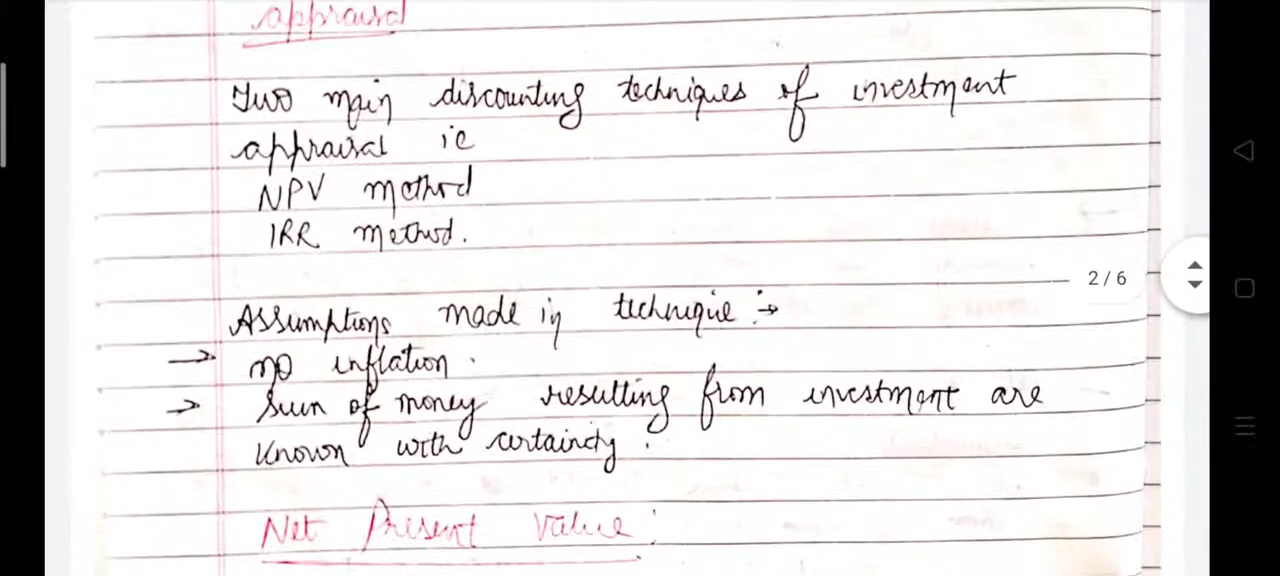 appraisal
Two main discounting techniques of investment
appraisal ie
NPV method
IRR method.
2/6
Assumptions made in technique :→
→ no inflation.
→ Sum of money resulting from investment are
known with certainty.
Net Present Value: